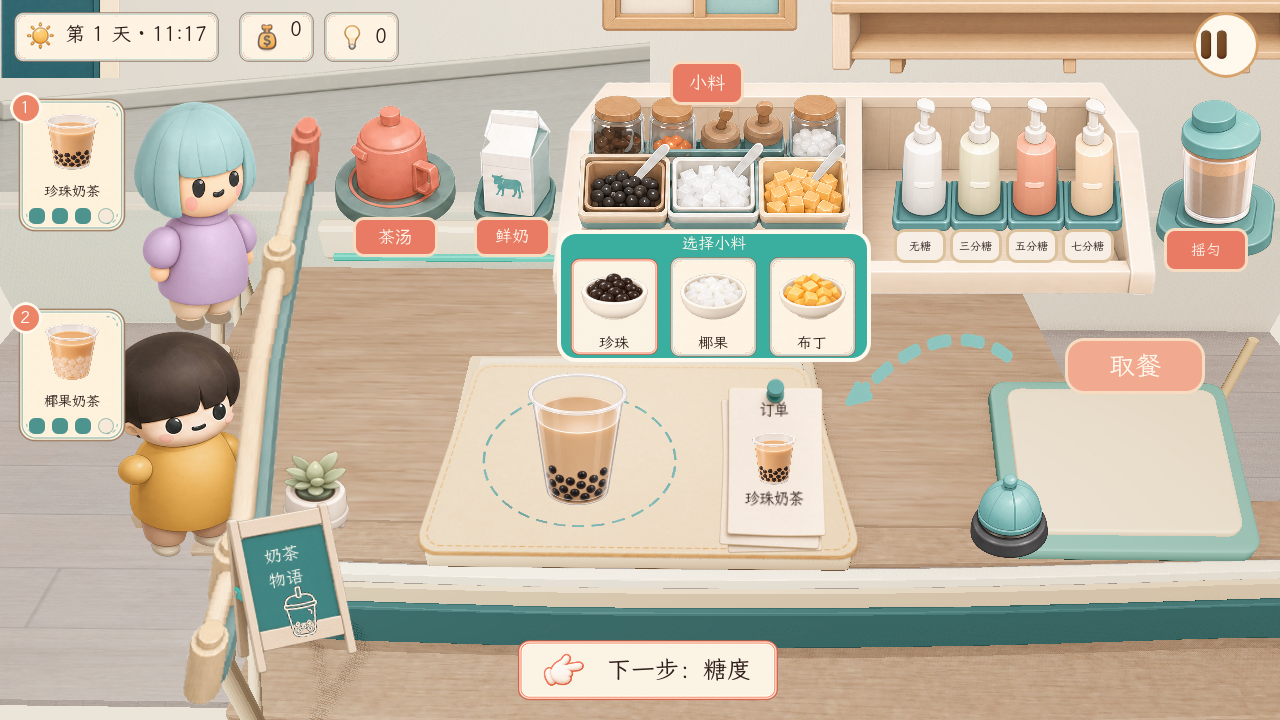 第 1 天・11:17
0
0
小料
1
珍珠奶茶
2
椰果奶茶
茶汤
鲜奶
无糖
三分糖
五分糖
七分糖
摇匀
选择小料
珍珠
椰果
布丁
取餐
订单
珍珠奶茶
奶茶
物语
下一步：糖度